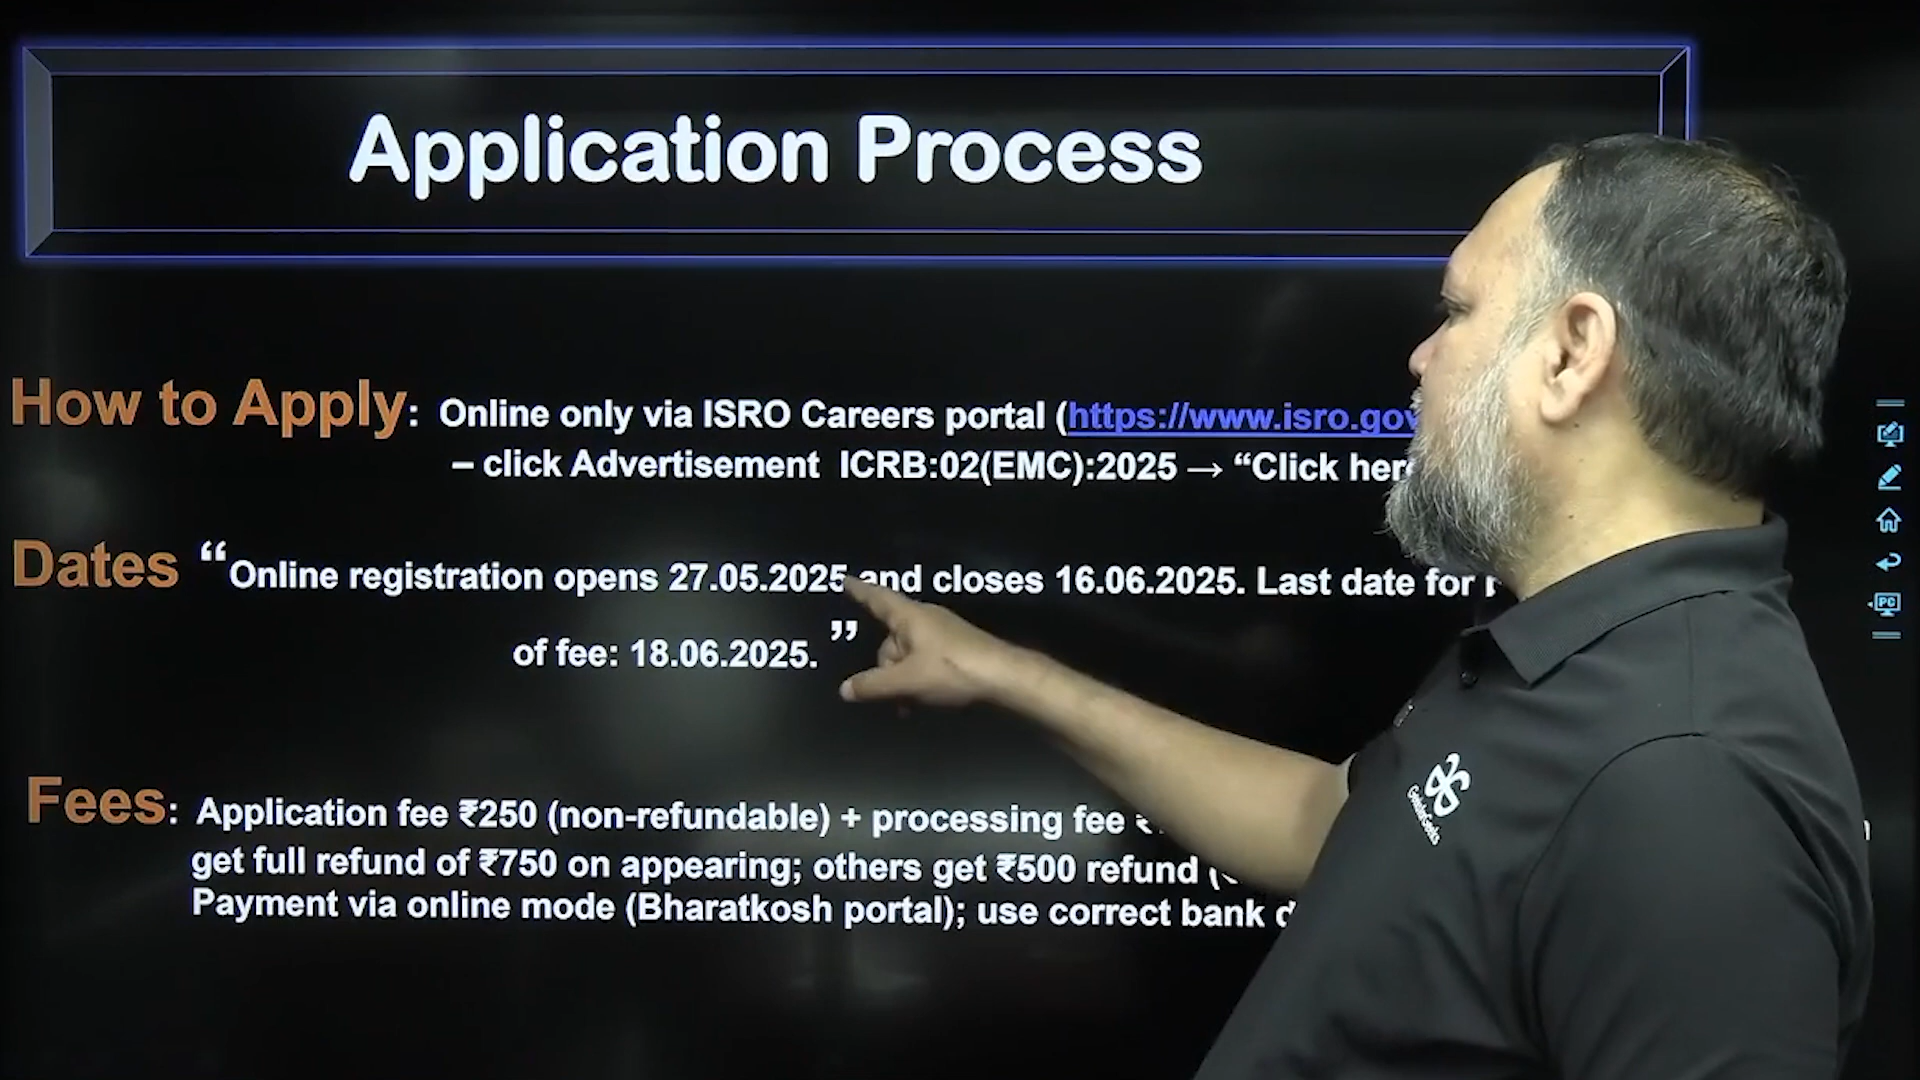 Application Process
How to Apply: Online only via ISRO Careers portal (https://www.isro.gov
– click Advertisement ICRB:02(EMC):2025 → “Click here
Dates “Online registration opens 27.05.2025 and closes 16.06.2025. Last date for
of fee: 18.06.2025. ”
Fees: Application fee ₹250 (non-refundable) + processing fee ₹
get full refund of ₹750 on appearing; others get ₹500 refund (
Payment via online mode (Bharatkosh portal); use correct bank
PC